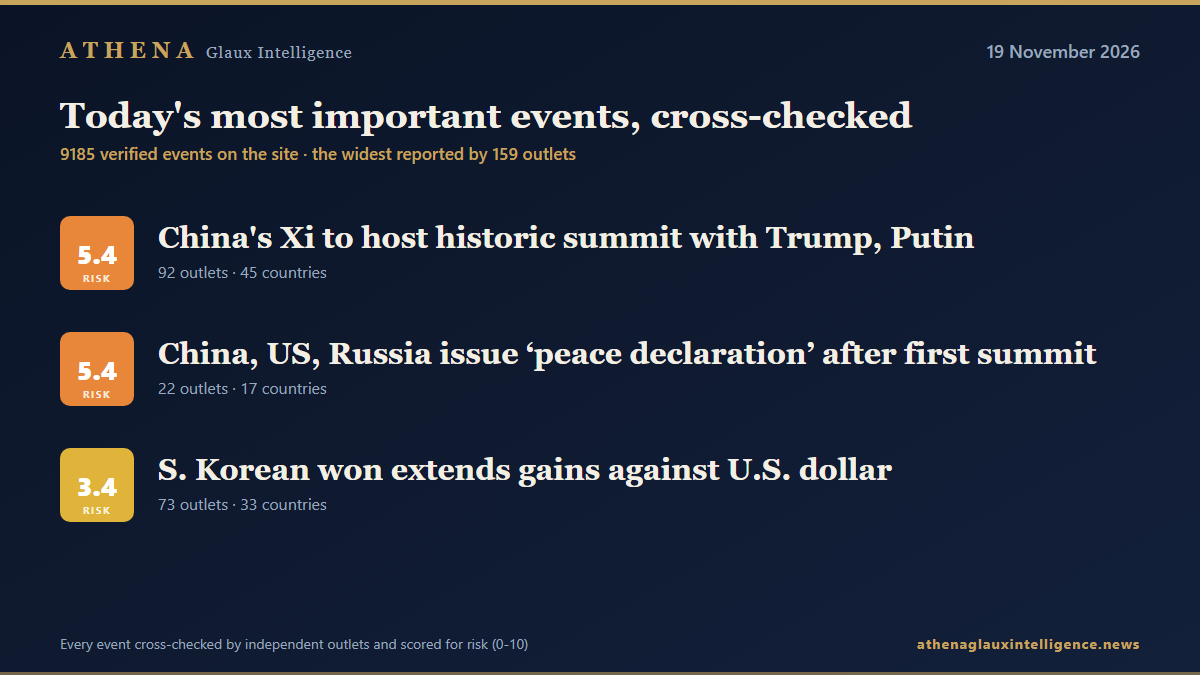 ATHENA Glaux Intelligence
19 November 2026
Today's most important events, cross-checked
9185 verified events on the site · the widest reported by 159 outlets
5.4
RISK
China's Xi to host historic summit with Trump, Putin
92 outlets · 45 countries
5.4
RISK
China, US, Russia issue ‘peace declaration’ after first summit
22 outlets · 17 countries
3.4
RISK
S. Korean won extends gains against U.S. dollar
73 outlets · 33 countries
Every event cross-checked by independent outlets and scored for risk (0-10)
athenaglauxintelligence.news